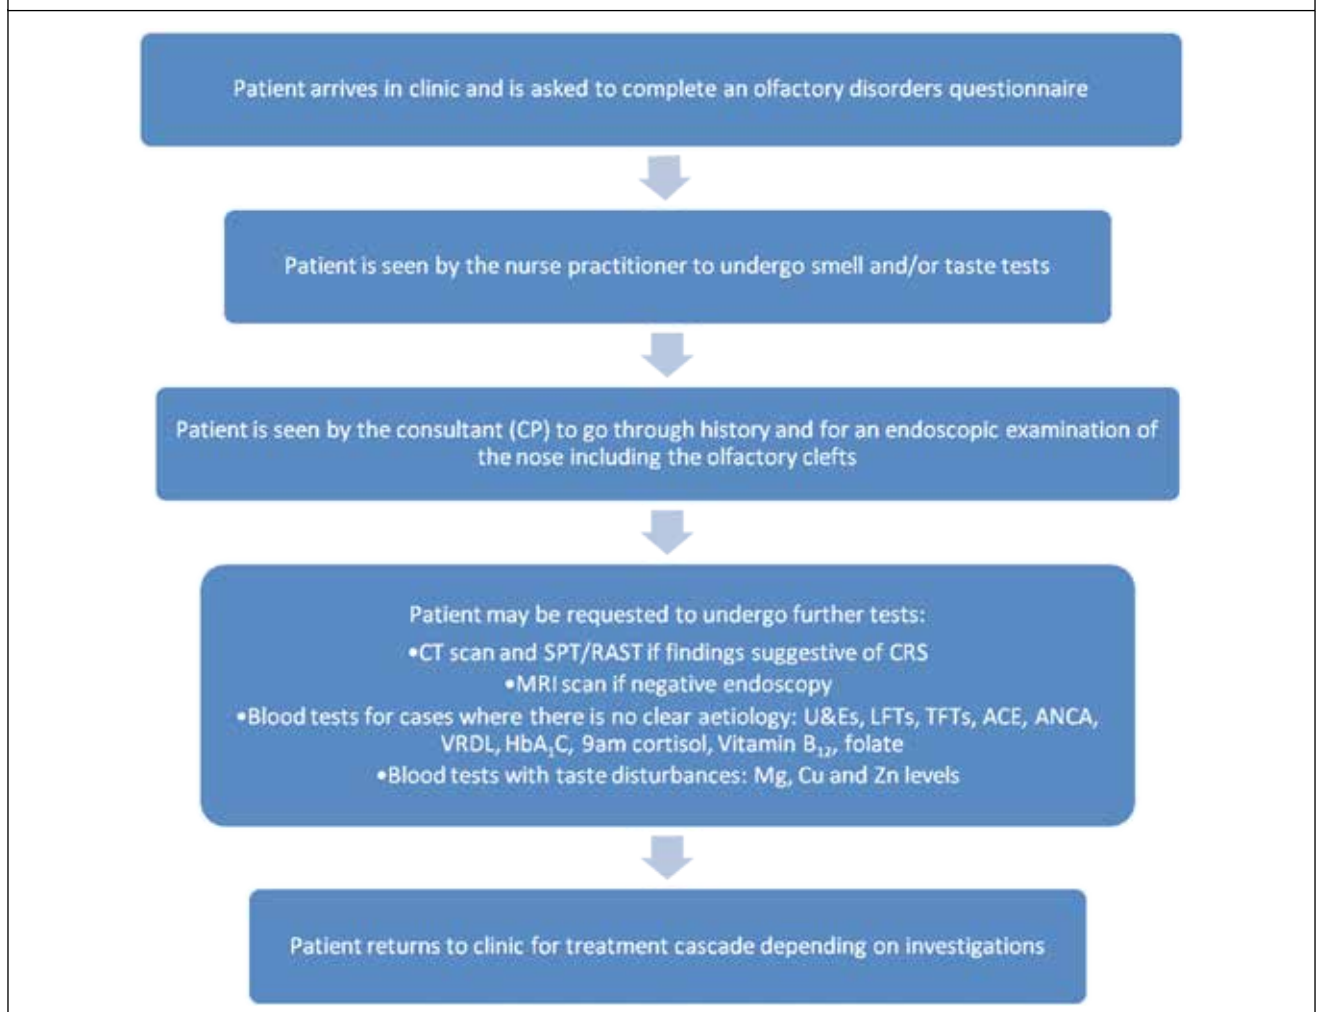 Patient arrives in clinic and is asked to complete an olfactory disorders questionnaire
Patient is seen by the nurse practitioner to undergo smell and/or taste tests
Patient is seen by the consultant (CP) to go through history and for an endoscopic examination of
the nose including the olfactory clefts
Patient may be requested to undergo further tests:
•CT scan and SPT/RAST if findings suggestive of CRS
•MRI scan if negative endoscopy
•Blood tests for cases where there is no clear aetiology: U&Es, LFTs, TFTs, ACE, ANCA,
VRDL, HbA₁C, 9am cortisol, Vitamin B₁₂, folate
•Blood tests with taste disturbances: Mg, Cu and Zn levels
Patient returns to clinic for treatment cascade depending on investigations